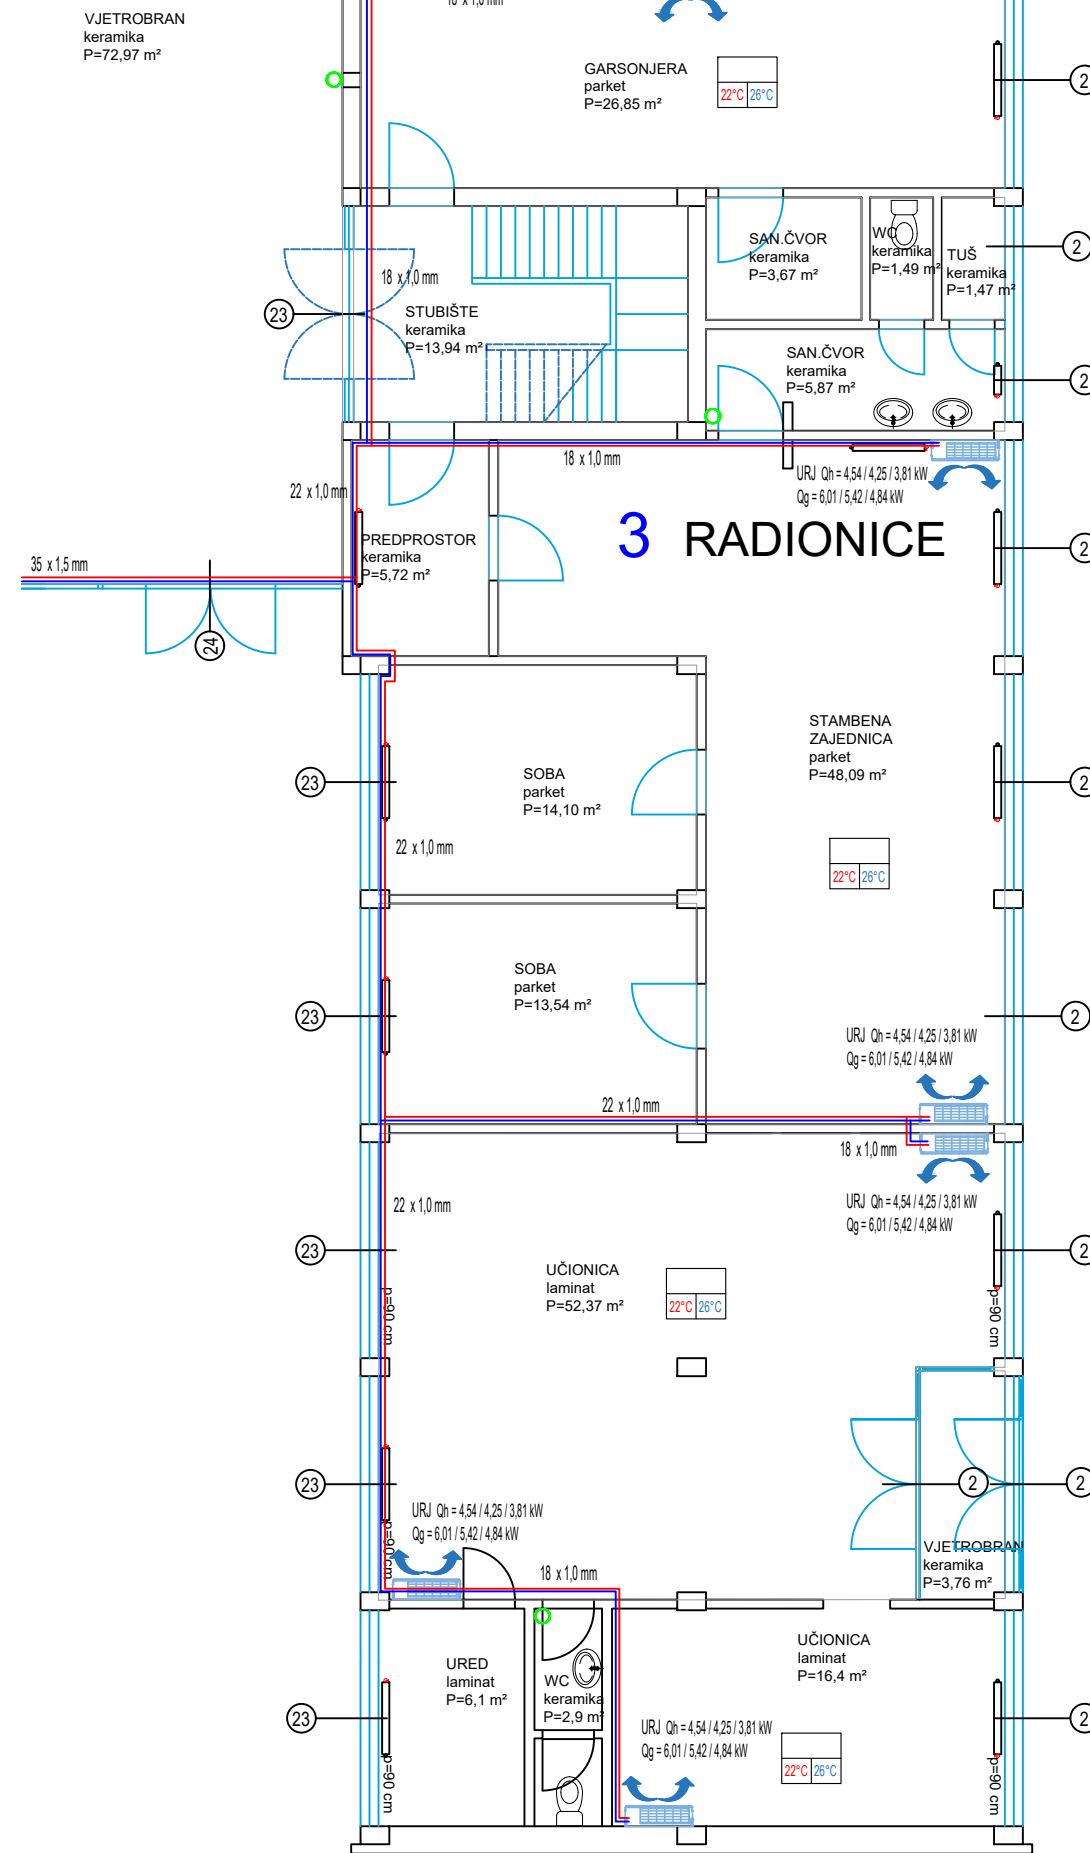 VJETROBRAN
keramika
P=72,97 m²
GARSONJERA
parket
P=26,85 m²
22°C 26°C
2
SAN.ČVOR
keramika
P=3,67 m²
WC
keramika
P=1,49 m²
TUŠ
keramika
P=1,47 m²
2
18 x 1,0 mm
23
STUBIŠTE
keramika
P=13,94 m²
SAN.ČVOR
keramika
P=5,87 m²
2
18 x 1,0 mm
URJ Qh = 4,54 / 4,25 / 3,81 kW
Qg = 6,01 / 5,42 / 4,84 kW
22 x 1,0 mm
3 RADIONICE
2
PREDPROSTOR
keramika
P=5,72 m²
35 x 1,5 mm
24
STAMBENA
ZAJEDNICA
parket
P=48,09 m²
23
SOBA
parket
P=14,10 m²
2
22 x 1,0 mm
22°C 26°C
SOBA
parket
P=13,54 m²
23
2
URJ Qh = 4,54 / 4,25 / 3,81 kW
Qg = 6,01 / 5,42 / 4,84 kW
22 x 1,0 mm
18 x 1,0 mm
22 x 1,0 mm
URJ Qh = 4,54 / 4,25 / 3,81 kW
Qg = 6,01 / 5,42 / 4,84 kW
23
UČIONICA
laminat
P=52,37 m²
22°C 26°C
2
p=90 cm
p=90 cm
23
2
2
URJ Qh = 4,54 / 4,25 / 3,81 kW
Qg = 6,01 / 5,42 / 4,84 kW
p=90 cm
VJETROBRAN
keramika
P=3,76 m²
18 x 1,0 mm
UČIONICA
laminat
P=16,4 m²
URED
laminat
P=6,1 m²
WC
keramika
P=2,9 m²
23
URJ Qh = 4,54 / 4,25 / 3,81 kW
Qg = 6,01 / 5,42 / 4,84 kW
22°C 26°C
2
p=90 cm
p=90 cm